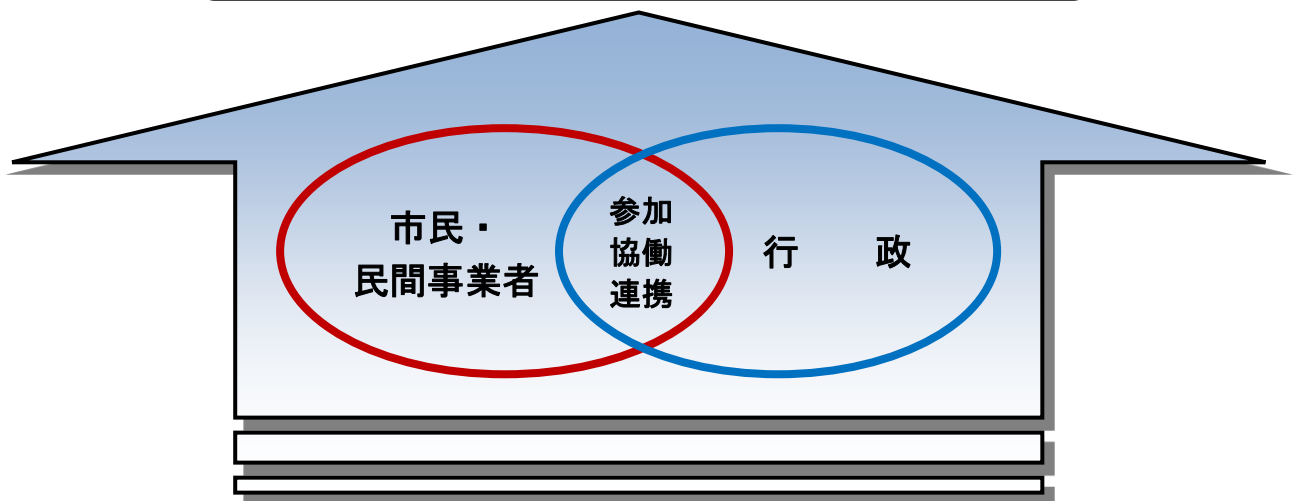 市民・
民間事業者
参加
協働
連携
行　　政